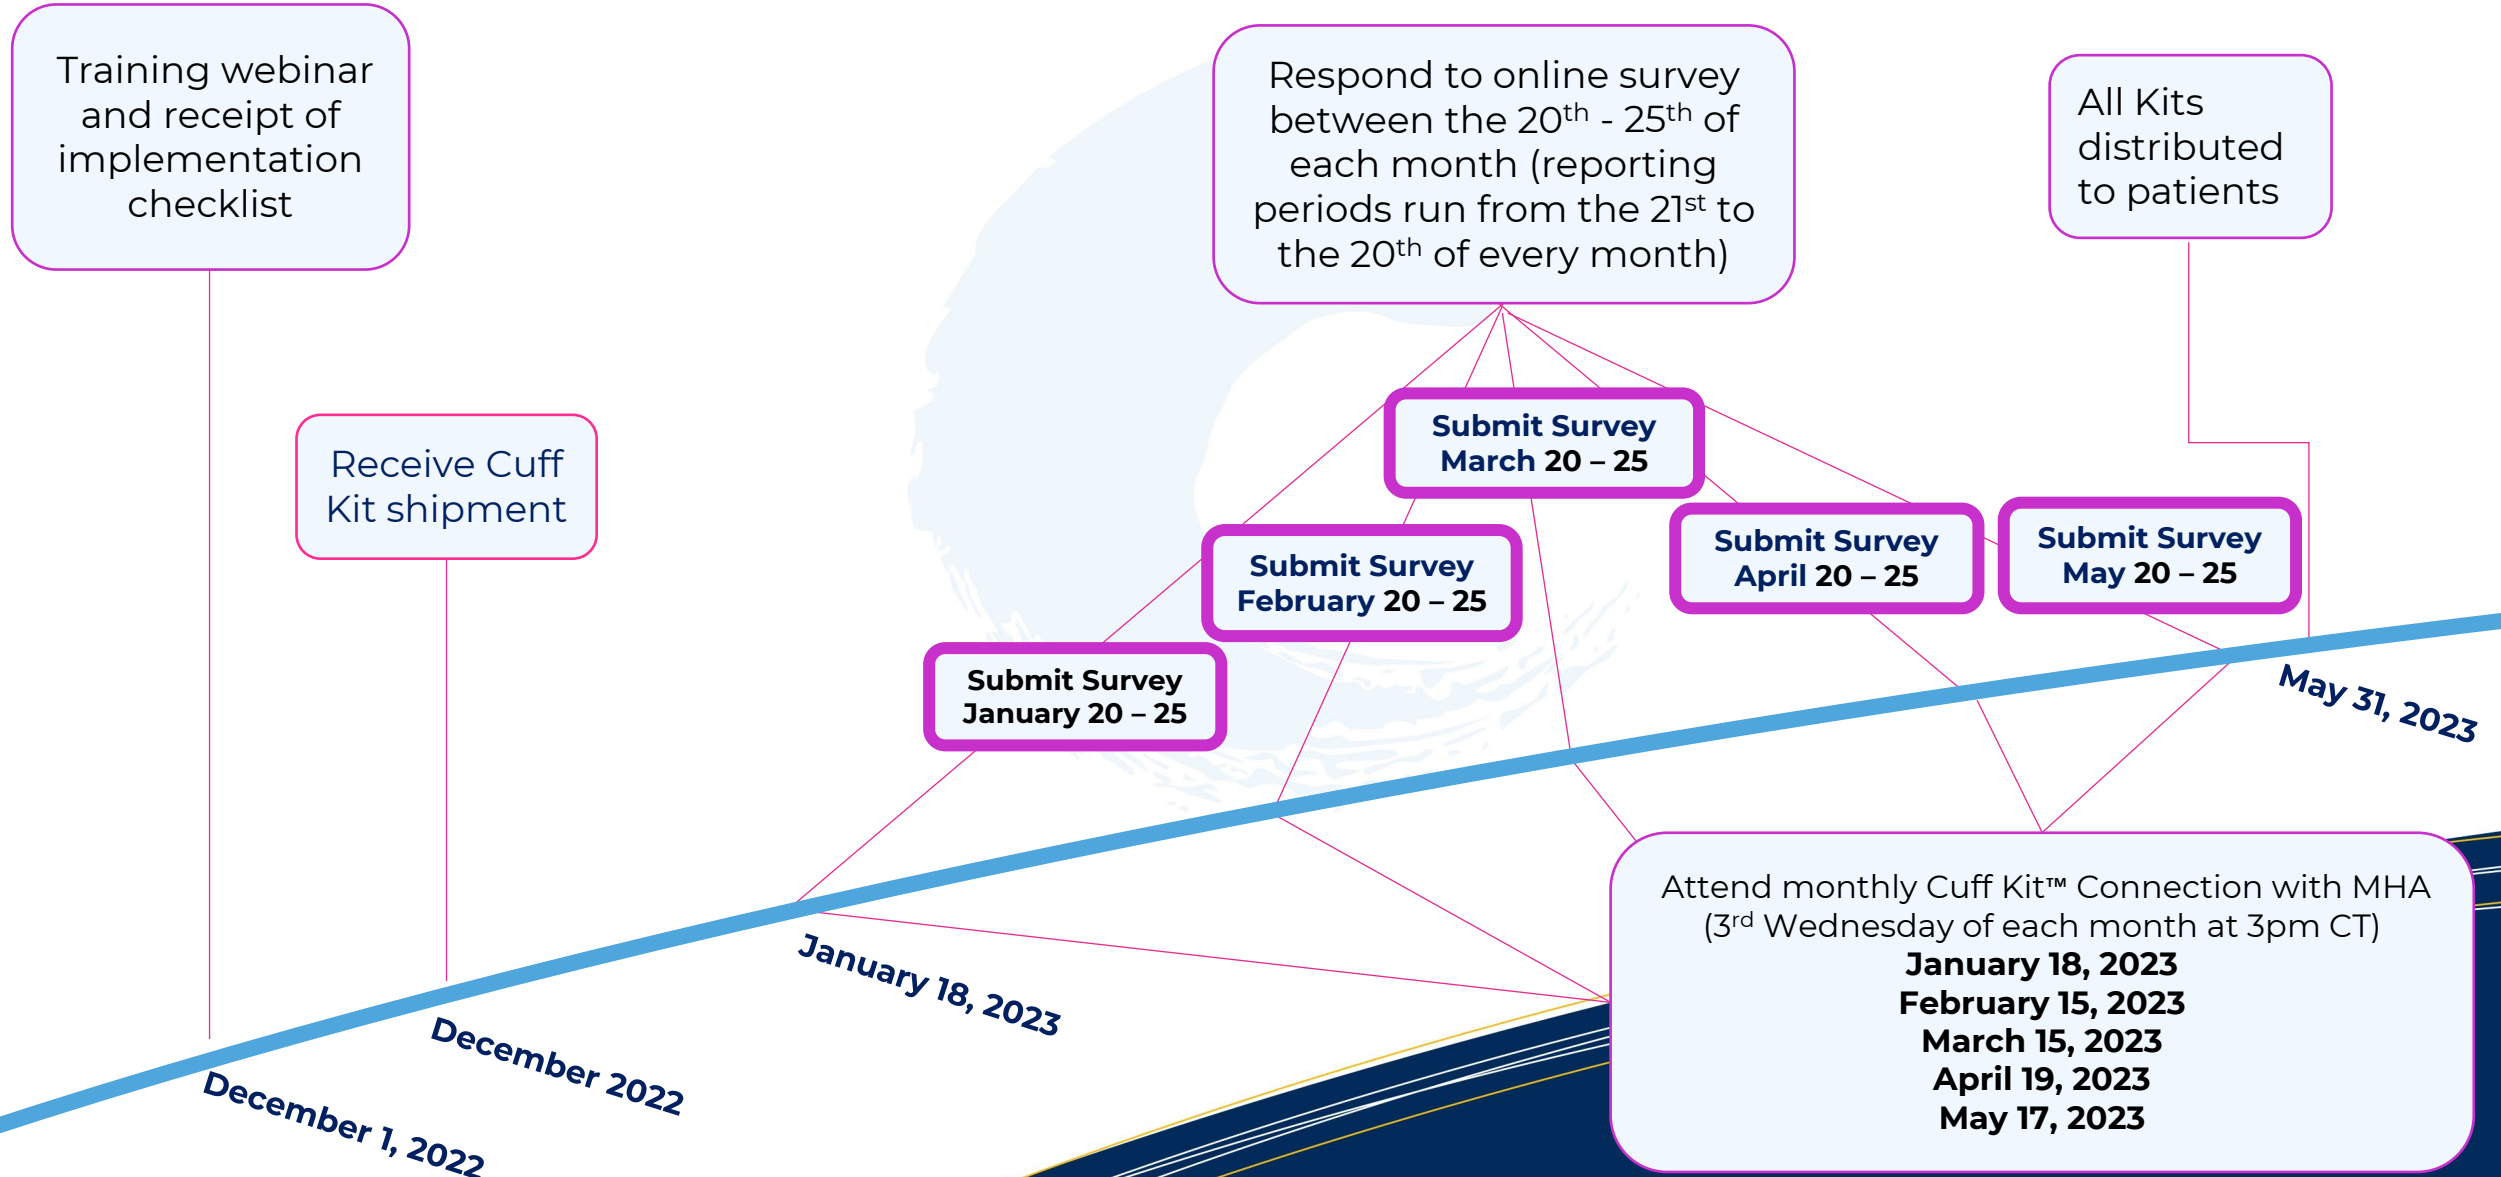 Training webinar
and receipt of
implementation
checklist
Receive Cuff
Kit shipment
Respond to online survey
between the 20th - 25th of
each month (reporting
periods run from the 21st to
the 20th of every month)
All Kits
distributed
to patients
Submit Survey
January 20 – 25
Submit Survey
February 20 – 25
Submit Survey
March 20 – 25
Submit Survey
April 20 – 25
Submit Survey
May 20 – 25
December 1, 2022
December 2022
January 18, 2023
May 31, 2023
Attend monthly Cuff Kit™ Connection with MHA
(3rd Wednesday of each month at 3pm CT)
January 18, 2023
February 15, 2023
March 15, 2023
April 19, 2023
May 17, 2023